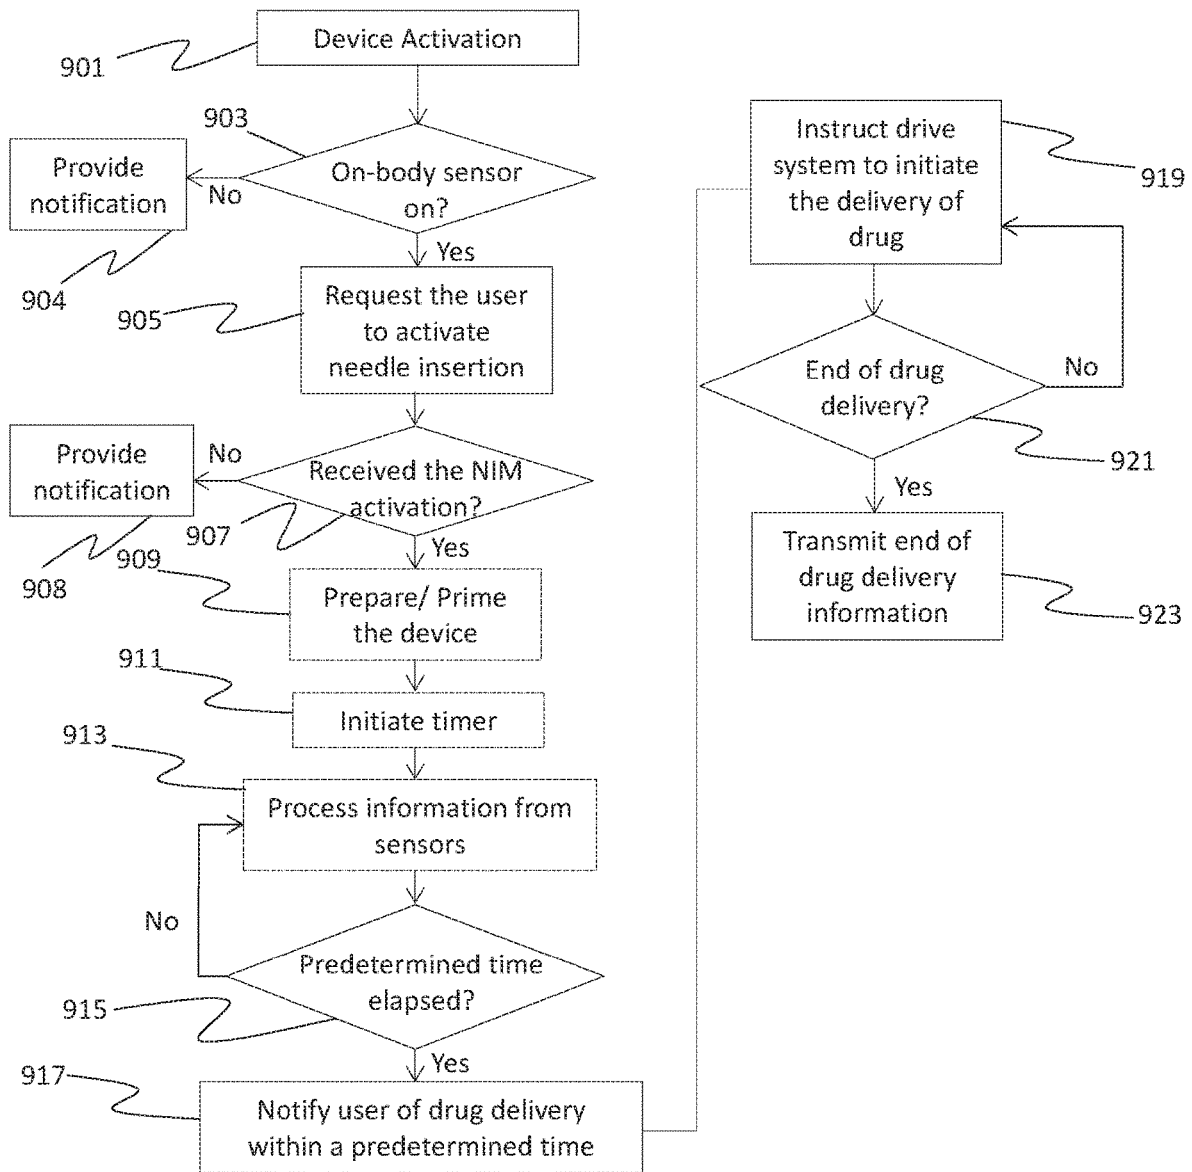 Device Activation
901
903
On-body sensor
on?
No
Provide
notification
904
Yes
Request the user
to activate
needle insertion
905
Received the NIM
activation?
907
No
Provide
notification
908
Yes
909
Prepare/ Prime
the device
911
Initiate timer
913
Process information from
sensors
No
Predetermined time
elapsed?
915
Yes
917
Notify user of drug delivery
within a predetermined time
Instruct drive
system to initiate
the delivery of
drug
919
End of drug
delivery?
No
921
Yes
Transmit end of
drug delivery
information
923